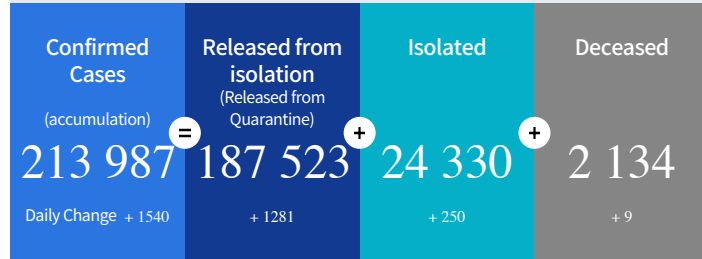 Confirmed
Cases
(accumulation)
213 987
Daily Change + 1540
=
Released from
isolation
(Released from
Quarantine)
187 523
+ 1281
+
Isolated
24 330
+ 250
+
Deceased
2 134
+ 9